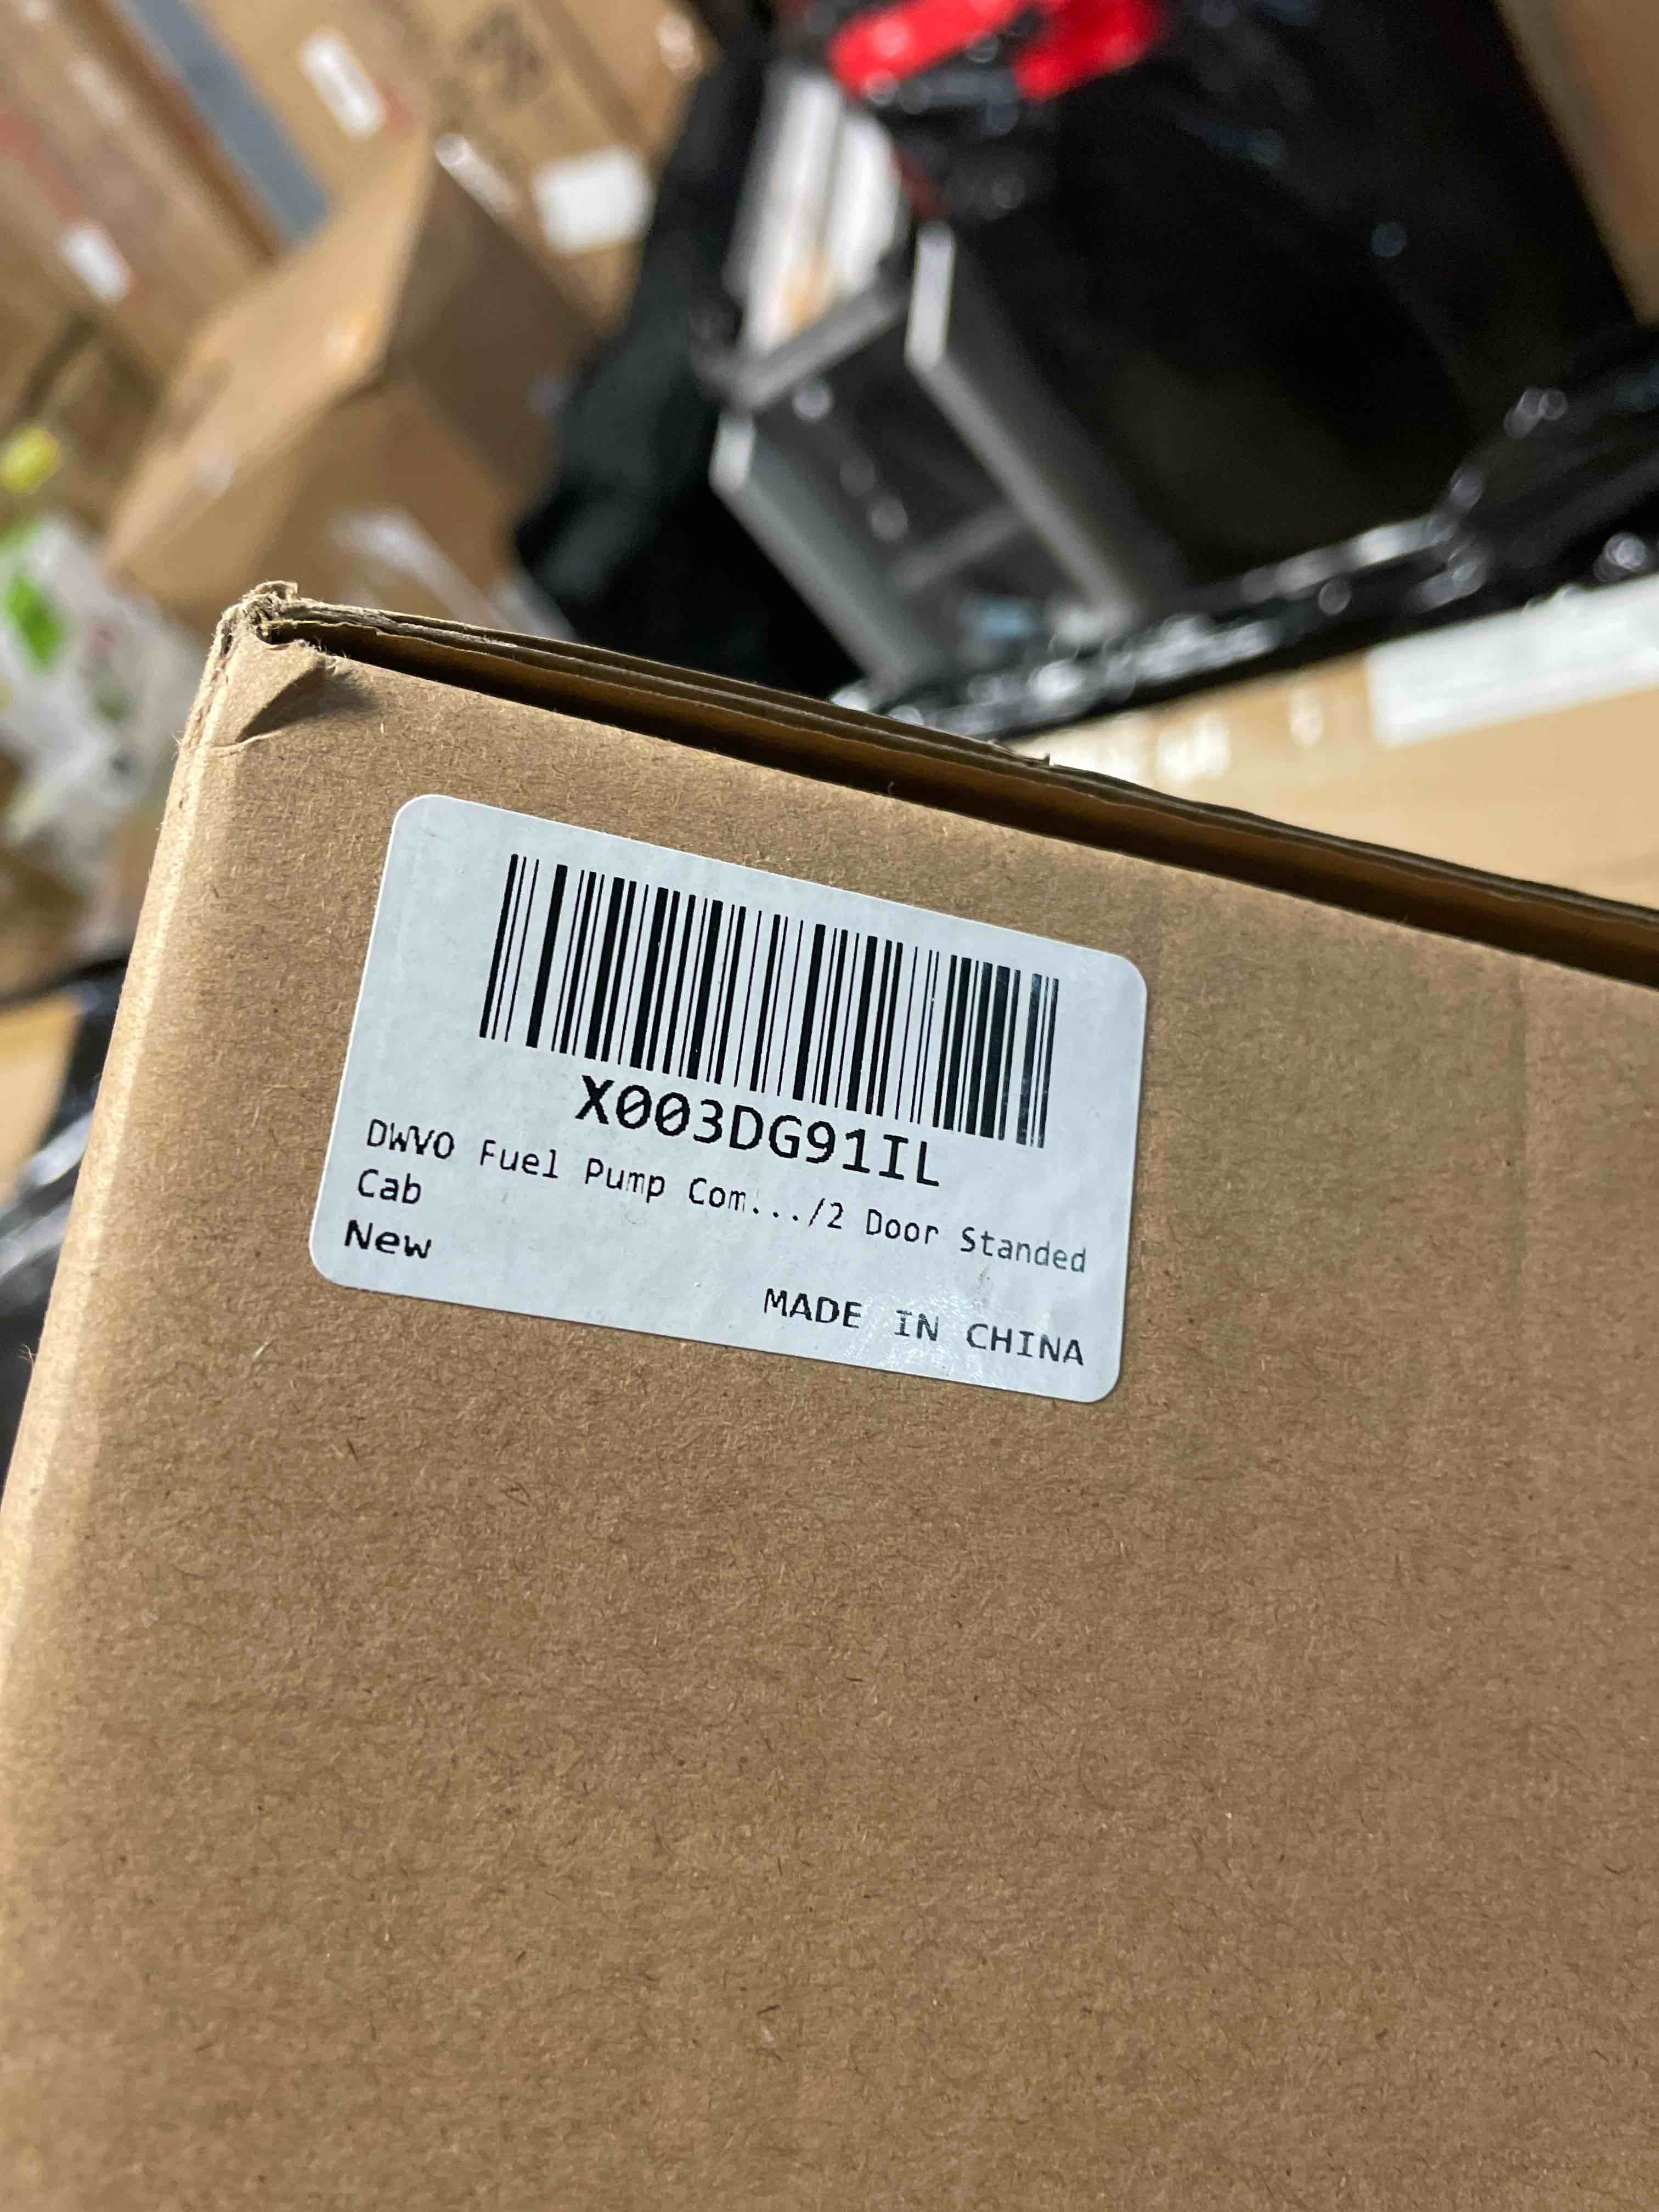 X003DG91IL
DWVO Fuel Pump Com.../2 Door Standed
Cab
New
MADE IN CHINA